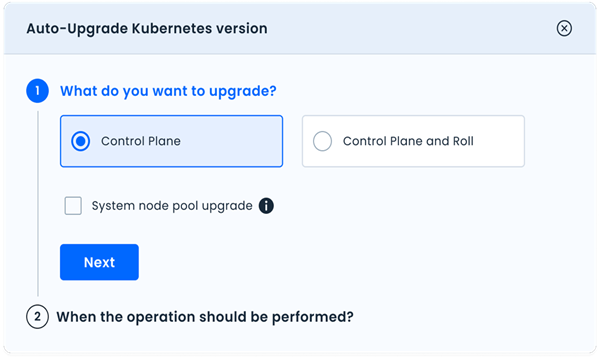 Auto-Upgrade Kubernetes version
1 What do you want to upgrade?
Control Plane
Control Plane and Roll
System node pool upgrade i
Next
2 When the operation should be performed?